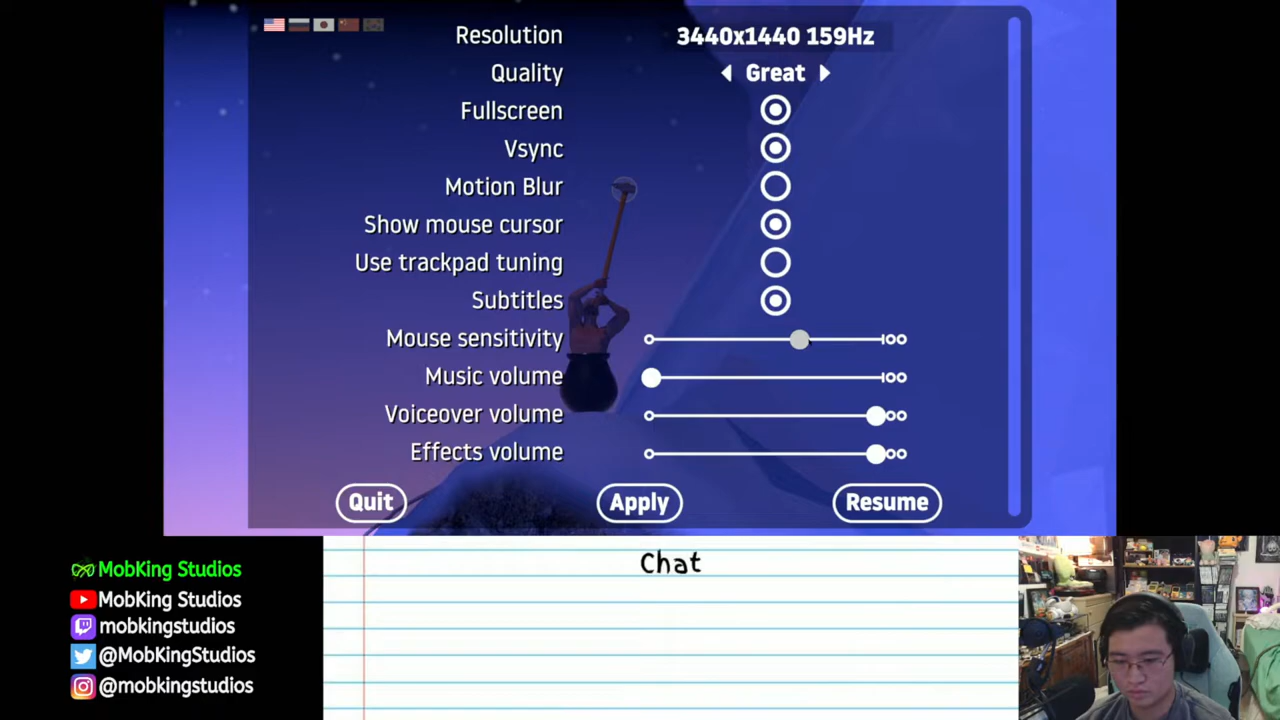 Resolution 3440x1440 159Hz
Quality Great
Fullscreen
Vsync
Motion Blur
Show mouse cursor
Use trackpad tuning
Subtitles
Mouse sensitivity
Music volume
Voiceover volume
Effects volume
Quit Apply Resume
Chat
MobKing Studios
MobKing Studios
mobkingstudios
@MobKingStudios
@mobkingstudios